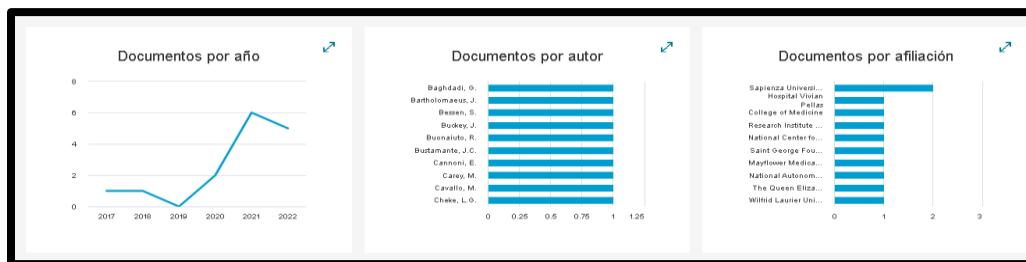 Documentos por año
8
6
4
2
0
2017 2018 2019 2020 2021 2022
Documentos por autor
Baghdadi, G.
Bartholomaeus, J.
Bessen, S.
Buckey, J.
Buonaiuto, R.
Bustamante, J.C.
Cannoni, E.
Carey, M.
Cavallo, M.
Cheke, L.G.
0 0.25 0.5 0.75 1 1.25
Documentos por afiliación
Sapienza Universi...
Hospital Vivian
Pellas
College of Medicine
Research Institute ...
National Center fo...
Saint George Fou...
Mayflower Medica...
National Autonom...
The Queen Eliza...
Wilfrid Laurier Uni...
0 1 2 3